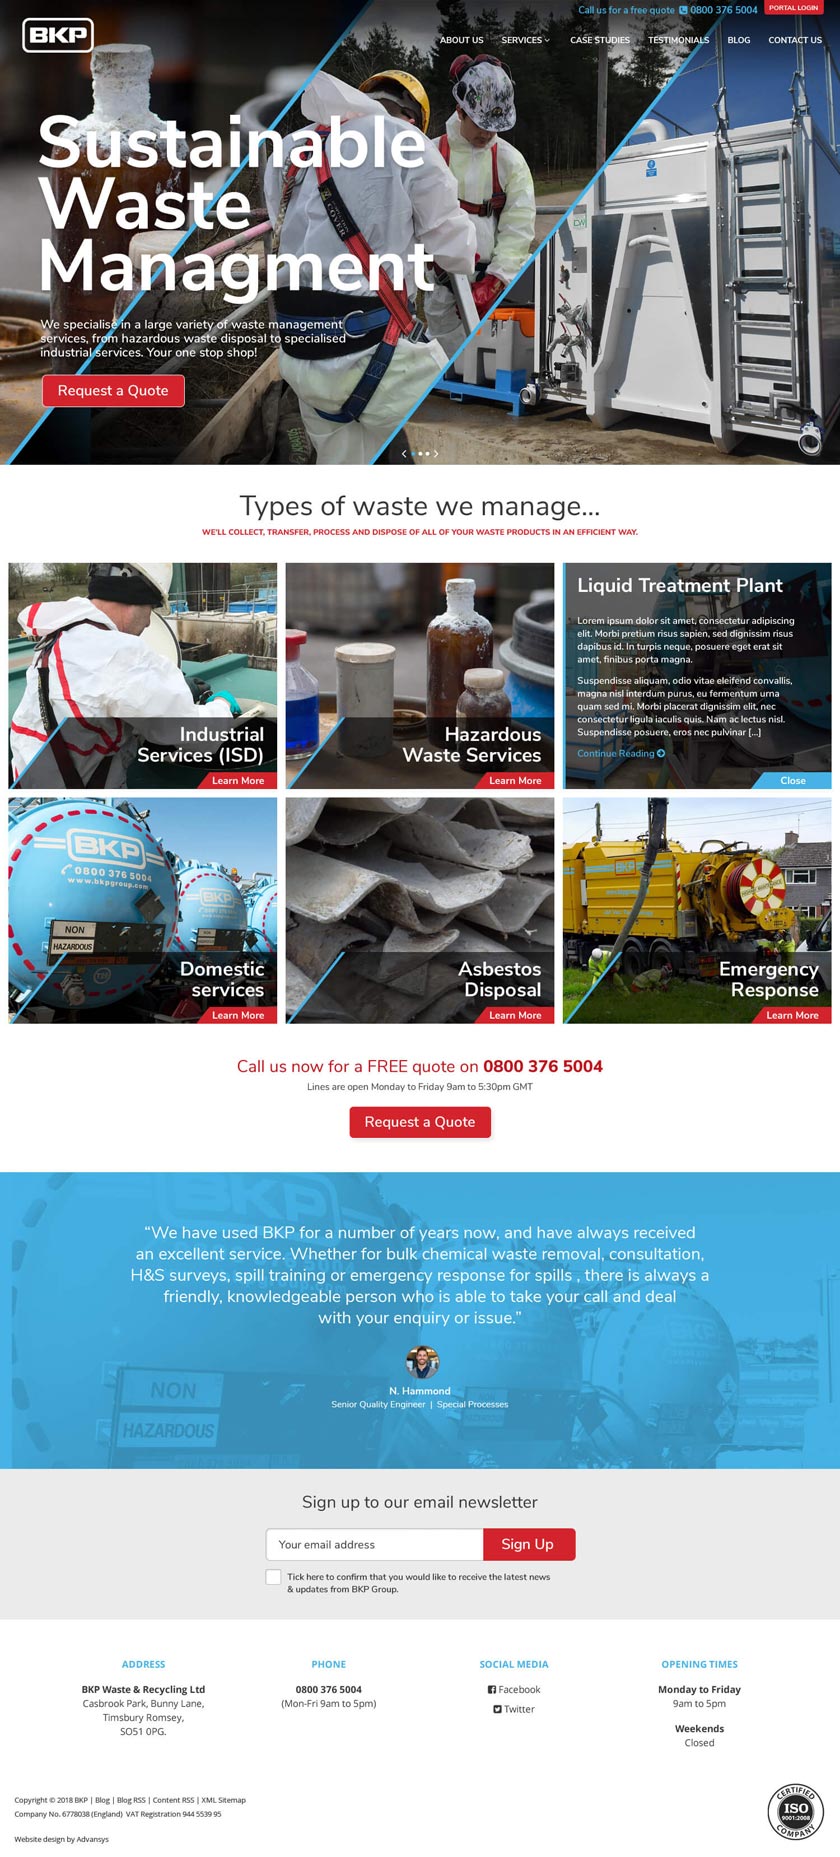 Call us for a free quote 0800 376 5004
PORTAL LOGIN
BKP
ABOUT US SERVICES CASE STUDIES TESTIMONIALS BLOG CONTACT US
Sustainable
Waste
Managment
We specialise in a large variety of waste management
services, from hazardous waste disposal to specialised
industrial services. Your one stop shop!
Request a Quote
Types of waste we manage...
WE'LL COLLECT, TRANSFER, PROCESS AND DISPOSE OF ALL OF YOUR WASTE PRODUCTS IN AN EFFICIENT WAY.
Industrial
Services (ISD)
Learn More
Hazardous
Waste Services
Learn More
Liquid Treatment Plant
Lorem ipsum dolor sit amet, consectetur adipiscing
elit. Morbi pretium risus sapien, sed dignissim risus
dapibus id. In turpis neque, posuere eget erat sit
amet, finibus porta magna.
Suspendisse aliquam, odio vitae eleifend convallis,
magna nisl interdum purus, eu fermentum urna
quam sed mi. Morbi placerat dignissim elit, nec
consectetur ligula iaculis quis. Nam ac lectus nisl.
Suspendisse posuere, eros nec pulvinar [...]
Continue Reading
Close
BKP
0800 376 5004
www.bkpgroup.com
BKP
NON
HAZARDOUS
Domestic
services
Learn More
Asbestos
Disposal
Learn More
BKP
Emergency
Response
Learn More
Call us now for a FREE quote on 0800 376 5004
Lines are open Monday to Friday 9am to 5:30pm GMT
Request a Quote
“We have used BKP for a number of years now, and have always received
an excellent service. Whether for bulk chemical waste removal, consultation,
H&S surveys, spill training or emergency response for spills , there is always a
friendly, knowledgeable person who is able to take your call and deal
with your enquiry or issue.”
BKP
NON
HAZARDOUS
N. Hammond
Senior Quality Engineer | Special Processes
Sign up to our email newsletter
Your email address
Sign Up
Tick here to confirm that you would like to receive the latest news
& updates from BKP Group.
ADDRESS
BKP Waste & Recycling Ltd
Casbrook Park, Bunny Lane,
Timsbury Romsey,
SO51 0PG.
PHONE
0800 376 5004
(Mon-Fri 9am to 5pm)
SOCIAL MEDIA
Facebook
Twitter
OPENING TIMES
Monday to Friday
9am to 5pm
Weekends
Closed
Copyright © 2018 BKP | Blog | Blog RSS | Content RSS | XML Sitemap
Company No. 6778038 (England) VAT Registration 944 5539 95
Website design by Advansys
CERTIFIED
ISO
9001:2008
COMPANY